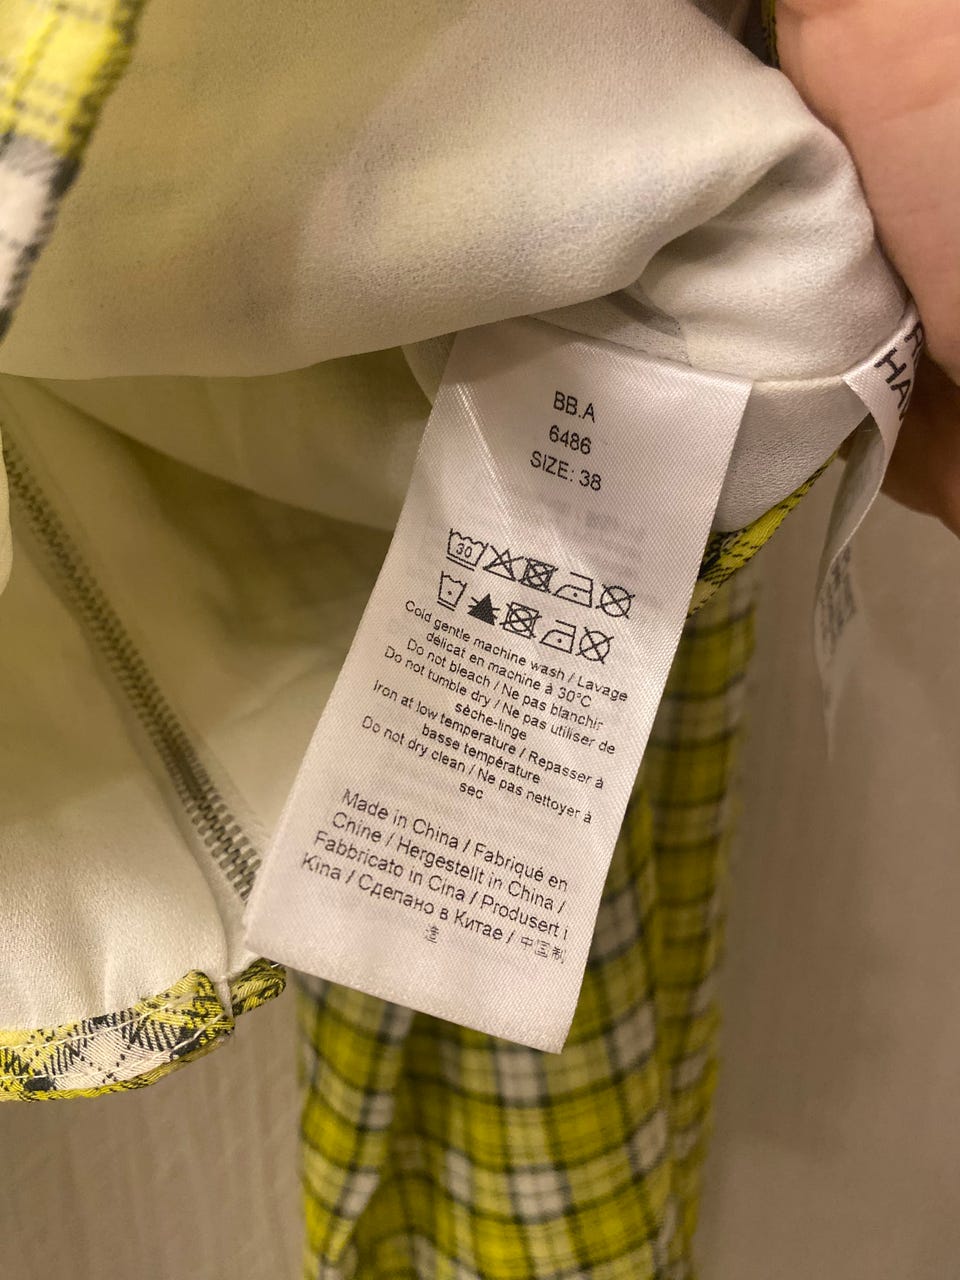 BB.A
6486
SIZE: 38
30
Cold gentle machine wash / Lavage
délicat en machine à 30°C
Do not bleach / Ne pas blanchir
Do not tumble dry / Ne pas utiliser de
sèche-linge
Iron at low temperature / Repasser à
basse température
Do not dry clean / Ne pas nettoyer à
sec
Made in China / Fabriqué en
Chine / Hergestellt in China /
Fabbricato in Cina / Produsert i
Kina / Сделано в Китае / 中国制
造